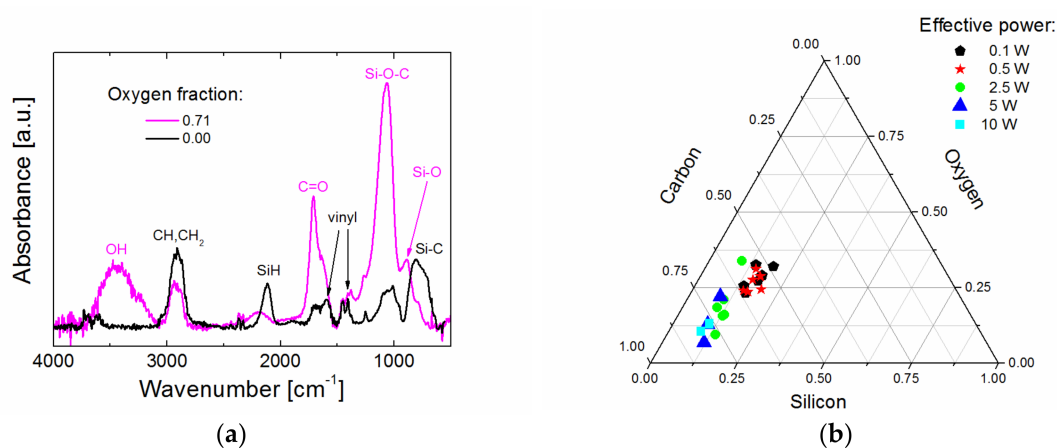 Absorbance [a.u.]
Oxygen fraction:
0.71
0.00
Si-O-C
Si-O
C=O
vinyl
CH,CH2
OH
SiH
Si-C
4000 3000 2000 1000
Wavenumber [cm-1]
(a)
Effective power:
0.1 W
0.5 W
2.5 W
5 W
10 W
0.00
1.00
0.25
0.75
Carbon
Oxygen
0.50
0.50
0.75
0.25
1.00
0.00
0.00 0.25 0.50 0.75 1.00
Silicon
(b)